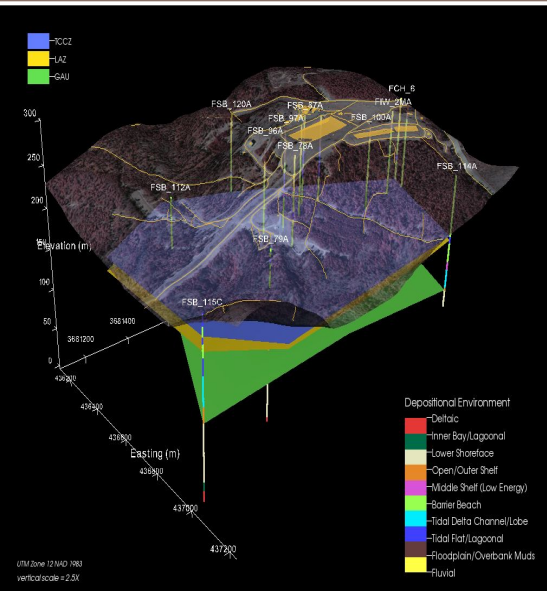 TCCZ
LAZ
GAU
FCH_6
FSB_120A
FSB_87A
FIW_2MA
FSB_97A
FSB_100A
FSB_96A
FSB_78A
FSB_114A
FSB_112A
FSB_79A
FSB_115C
300
250
200
150
Elevation (m)
100
50
0
3681200
3681400
436200
436400
436600
436800
Easting (m)
437000
437200
Depositional Environment
Deltaic
Inner Bay/Lagoonal
Lower Shoreface
Open/Outer Shelf
Middle Shelf (Low Energy)
Barrier Beach
Tidal Delta Channel/Lobe
Tidal Flat/Lagoonal
Floodplain/Overbank Muds
Fluvial
UTM Zone 12 NAD 1983
vertical scale = 2.5X